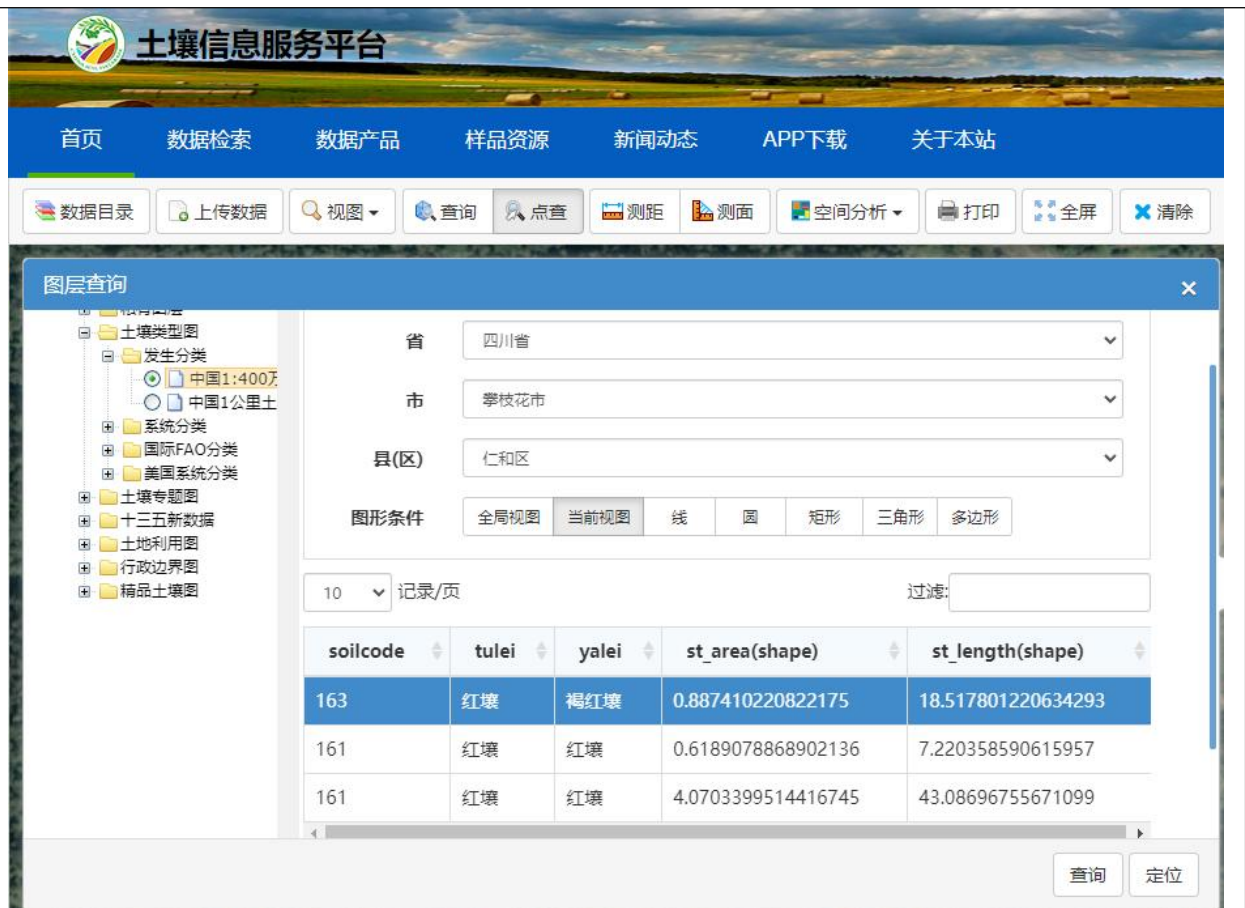 土壤信息服务平台
首页 数据检索 数据产品 样品资源 新闻动态 APP下载 关于本站
数据目录 上传数据 视图 查询 点查 测距 测面 空间分析 打印 全屏 清除
图层查询 ×
土壤类型图
发生分类
中国1:400万
中国1公里土
系统分类
国际FAO分类
美国系统分类
土壤专题图
十三五新数据
土地利用图
行政边界图
精品土壤图
省 四川省
市 攀枝花市
县(区) 仁和区
图形条件 全局视图 当前视图 线 圆 矩形 三角形 多边形
10 记录/页 过滤:
soilcode tulei yalei st_area(shape) st_length(shape)
163 红壤 褐红壤 0.887410220822175 18.517801220634293
161 红壤 红壤 0.6189078868902136 7.220358590615957
161 红壤 红壤 4.0703399514416745 43.08696755671099
查询 定位